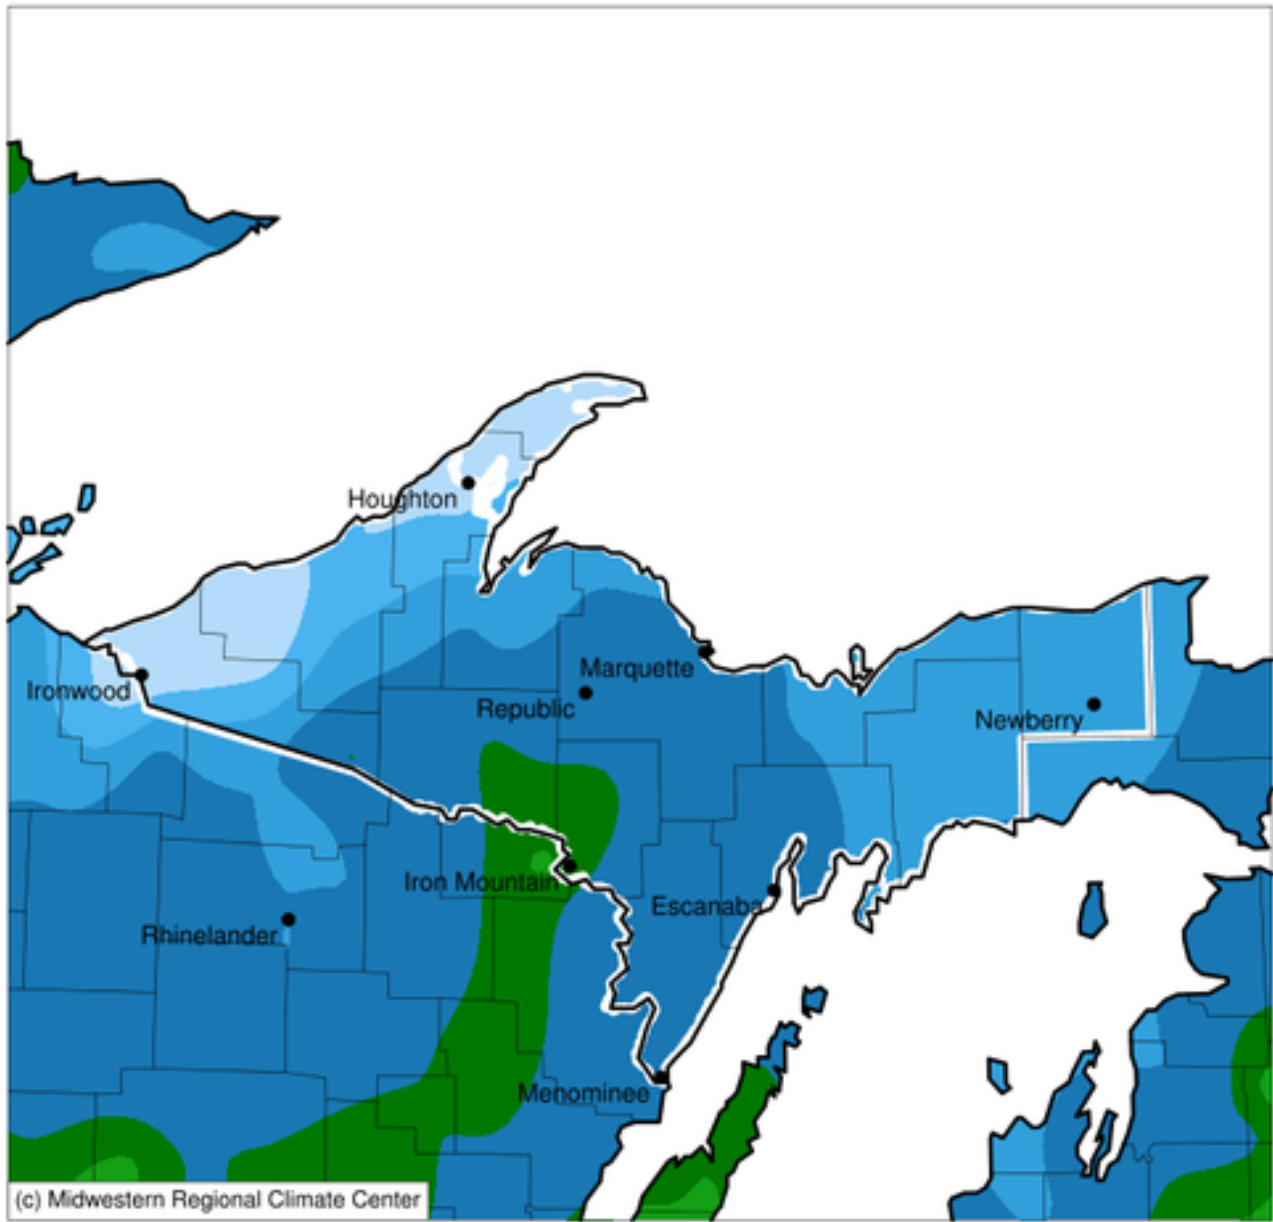 Houghton
Marquette
Ironwood
Republic
Newberry
Iron Mountain
Escanaba
Rhinelander
Menominee
(c) Midwestern Regional Climate Center